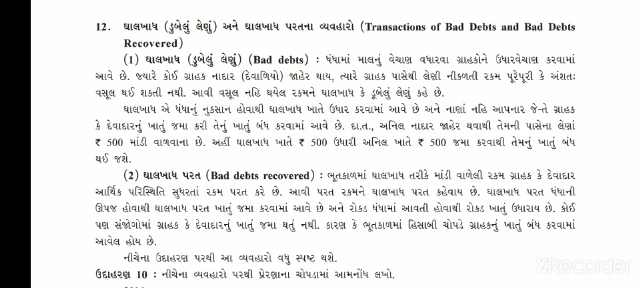 12. ઘાલખાધ (ડુબેલું લેણું) અને ઘાલખાધ પરતના વ્યવહારો (Transactions of Bad Debts and Bad Debts
Recovered)
(1) ઘાલખાધ (ડુબેલું લેણું) (Bad debts) : ધંધામાં માલનું વેચાણ વધારવા ગ્રાહકોને ઉધારવેચાણ કરવામાં
આવે છે. જ્યારે કોઈ ગ્રાહક નાદાર (દેવાળિયો) જાહેર થાય, ત્યારે ગ્રાહક પાસેથી લેણી નીકળતી રકમ પૂરેપૂરી કે અંશતઃ
વસૂલ થઈ શકતી નથી. આવી વસૂલ નહિ થયેલ રકમને ઘાલખાધ કે ડૂબેલું લેણું કહે છે.
ઘાલખાધ એ ધંધાનું નુકસાન હોવાથી ઘાલખાધ ખાતે ઉધાર કરવામાં આવે છે અને નાણાં નહિ આપનાર જે-તે ગ્રાહક
કે દેવાદારનું ખાતું જમા કરી તેનું ખાતું બંધ કરવામાં આવે છે. દા.ત., અનિલ નાદાર જાહેર થવાથી તેમની પાસેના લેણાં
₹ 500 માંડી વાળવાના છે. અહીં ઘાલખાધ ખાતે ₹ 500 ઉધારી અનિલ ખાતે ₹ 500 જમા કરવાથી તેમનું ખાતું બંધ
થઈ જશે.
(2) ઘાલખાધ પરત (Bad debts recovered) : ભૂતકાળમાં ઘાલખાધ તરીકે માંડી વાળેલી રકમ ગ્રાહક કે દેવાદાર
આર્થિક પરિસ્થિતિ સુધરતાં રકમ પરત કરે છે. આવી પરત રકમને ઘાલખાધ પરત કહેવાય છે. ઘાલખાધ પરત ધંધાની
ઊપજ હોવાથી ઘાલખાધ પરત ખાતું જમા કરવામાં આવે છે અને રોકડ ધંધામાં આવતી હોવાથી રોકડ ખાતું ઉધારાય છે. કોઈ
પણ સંજોગોમાં ગ્રાહક કે દેવાદારનું ખાતું જમા થતું નથી. કારણ કે ભૂતકાળમાં હિસાબી ચોપડે ગ્રાહકનું ખાતું બંધ કરવામાં
આવેલ હોય છે.
નીચેના ઉદાહરણ પરથી આ વ્યવહારો વધુ સ્પષ્ટ થશે.
ઉદાહરણ 10 : નીચેના વ્યવહારો પરથી પ્રેરણાના ચોપડામાં આમનોંધ લખો.
XRecorder